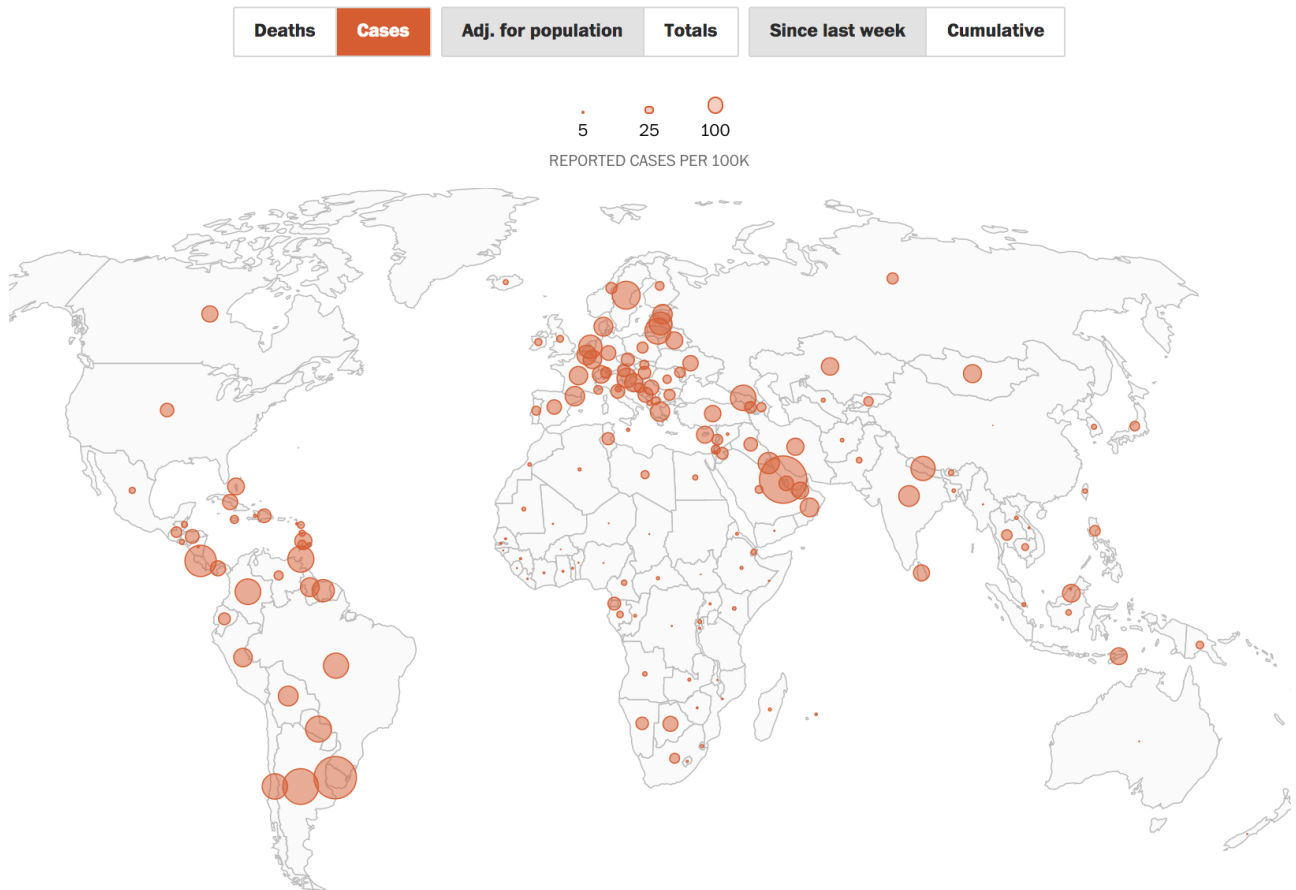 Deaths Cases Adj. for population Totals Since last week Cumulative
5 25 100
REPORTED CASES PER 100K